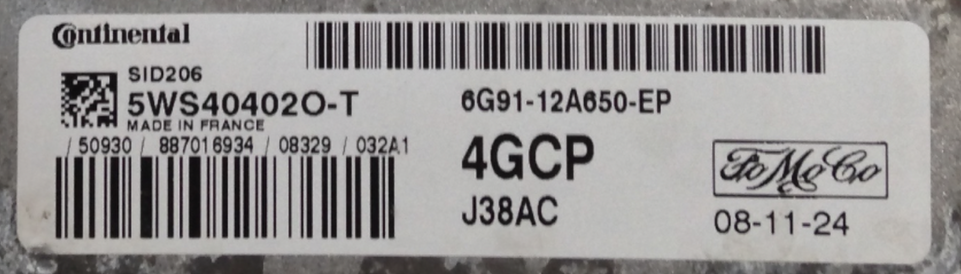 Continental
SID206
5WS40402O-T
MADE IN FRANCE
/ 50930 / 887016934 / 08329 / 032A1
6G91-12A650-EP
4GCP
J38AC
FoMoCo
08-11-24